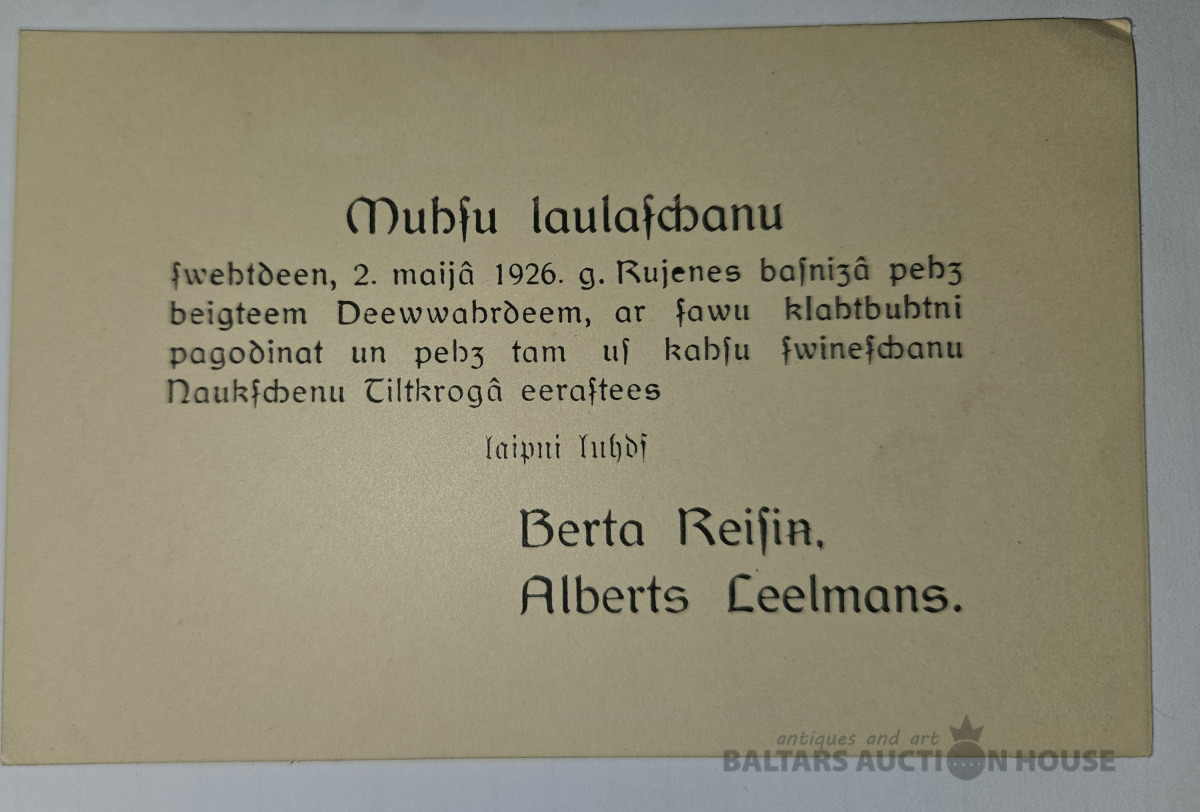 Muhſu laulaſchanu
ſwehtdeen, 2. maijâ 1926. g. Rujenes baſnizâ pehz
beigteem Deewwahrdeem, ar ſawu klahtbuhtni
pagodinat un pehz tam uſ kahſu ſwineſchanu
Naukſchenu Tiltkrogâ eeraſtees
laipni luhdſ
Berta Reiſin,
Alberts Leelmans.
antiques and art
BALTARS AUCTION HOUSE